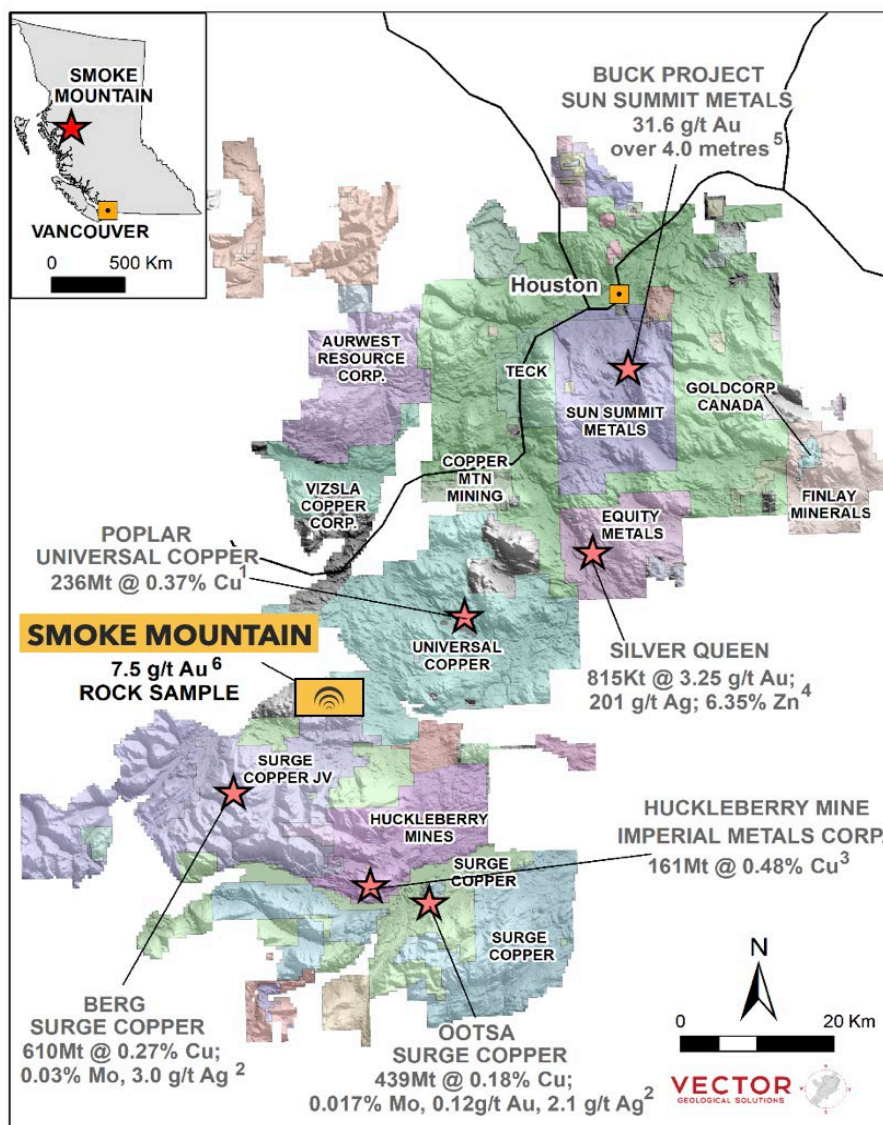 SMOKE
MOUNTAIN
VANCOUVER
0 500 Km
BUCK PROJECT
SUN SUMMIT METALS
31.6 g/t Au
over 4.0 metres 5
Houston
AURWEST
RESOURCE
CORP.
TECK
SUN SUMMIT
METALS
GOLDCORP
CANADA
COPPER
MTN
MINING
VIZSLA
COPPER
CORP.
FINLAY
MINERALS
EQUITY
METALS
POPLAR
UNIVERSAL COPPER
236Mt @ 0.37% Cu 1
SMOKE MOUNTAIN
7.5 g/t Au 6
ROCK SAMPLE
UNIVERSAL
COPPER
SILVER QUEEN
815Kt @ 3.25 g/t Au;
201 g/t Ag; 6.35% Zn 4
SURGE
COPPER JV
HUCKLEBERRY
MINES
HUCKLEBERRY MINE
IMPERIAL METALS CORP.
161Mt @ 0.48% Cu 3
SURGE
COPPER
SURGE
COPPER
BERG
SURGE COPPER
610Mt @ 0.27% Cu;
0.03% Mo, 3.0 g/t Ag 2
OOTSA
SURGE COPPER
439Mt @ 0.18% Cu;
0.017% Mo, 0.12g/t Au, 2.1 g/t Ag 2
N
0 20 Km
VECTOR
GEOLOGICAL SOLUTIONS